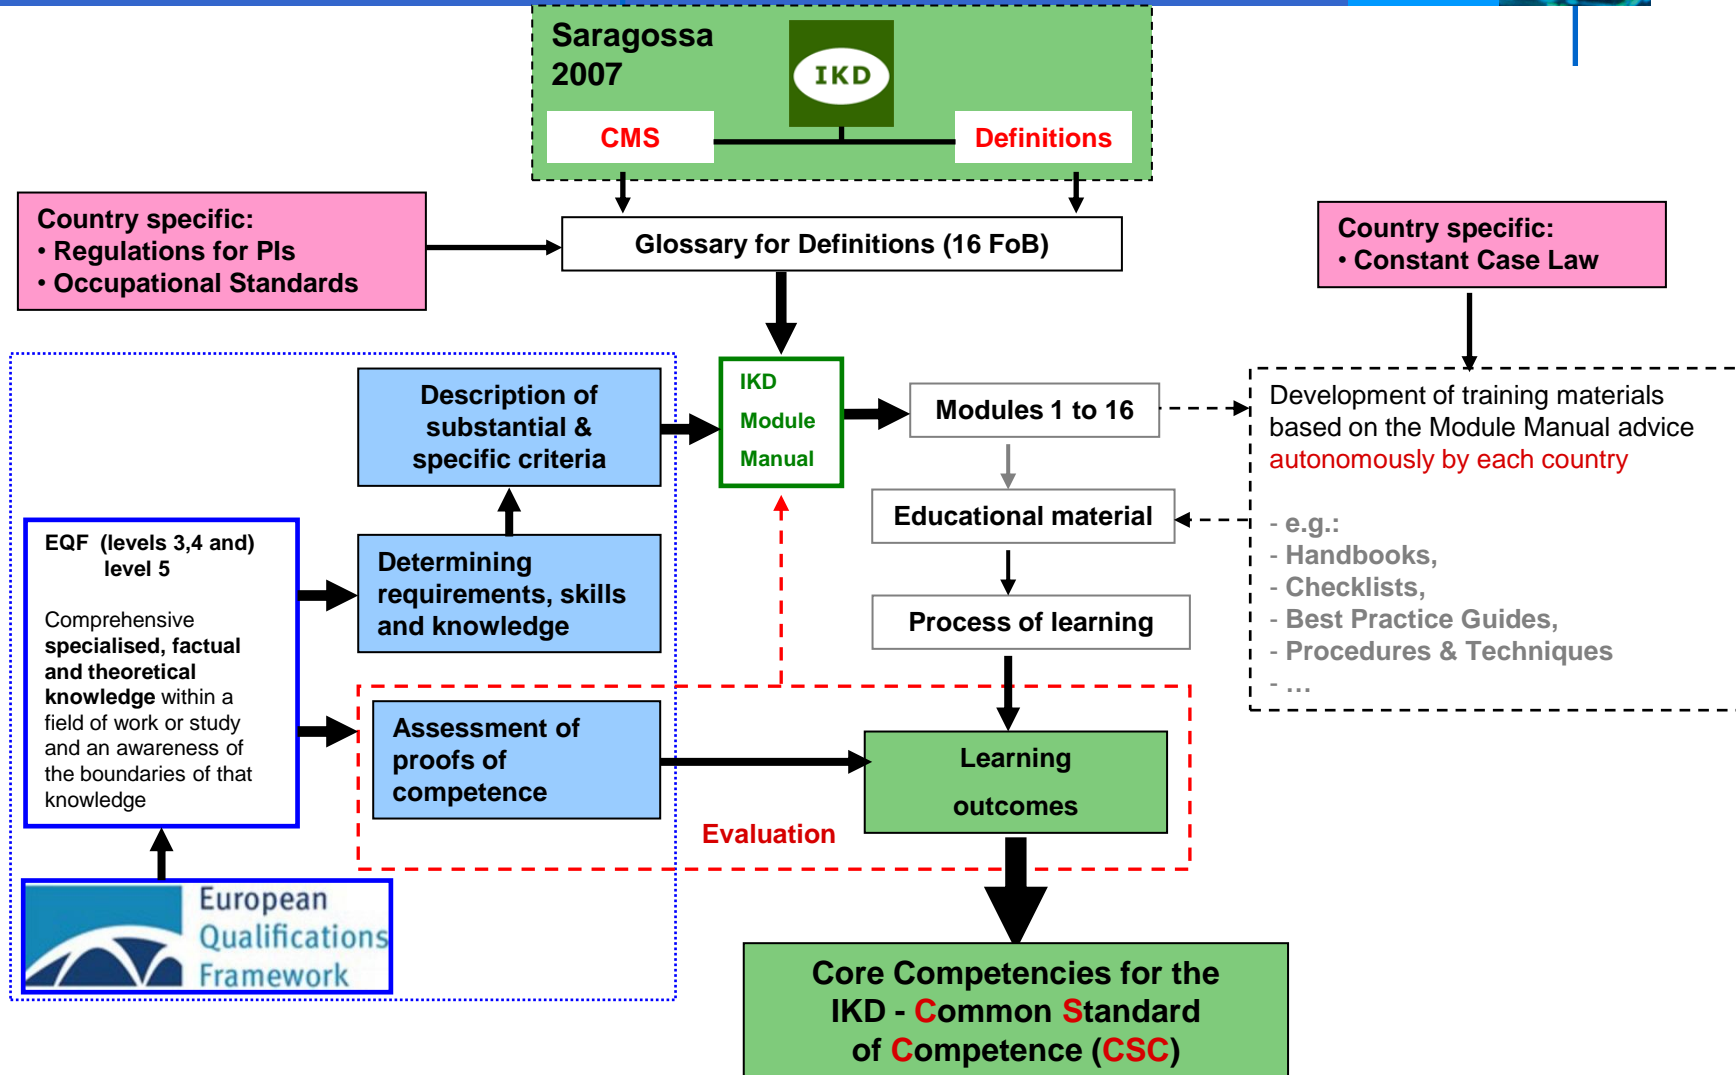 Saragossa
2007
IKD
CMS
Definitions
Country specific:
• Regulations for PIs
• Occupational Standards
Glossary for Definitions (16 FoB)
Country specific:
• Constant Case Law
Description of
substantial &
specific criteria
IKD
Module
Manual
Modules 1 to 16
Development of training materials
based on the Module Manual advice
autonomously by each country
- e.g.:
- Handbooks,
- Checklists,
- Best Practice Guides,
- Procedures & Techniques
- …
Educational material
EQF (levels 3,4 and)
level 5
Comprehensive
specialised, factual
and theoretical
knowledge within a
field of work or study
and an awareness of
the boundaries of that
knowledge
Determining
requirements, skills
and knowledge
Process of learning
Assessment of
proofs of
competence
Learning
outcomes
Evaluation
European
Qualifications
Framework
Core Competencies for the
IKD - Common Standard
of Competence (CSC)